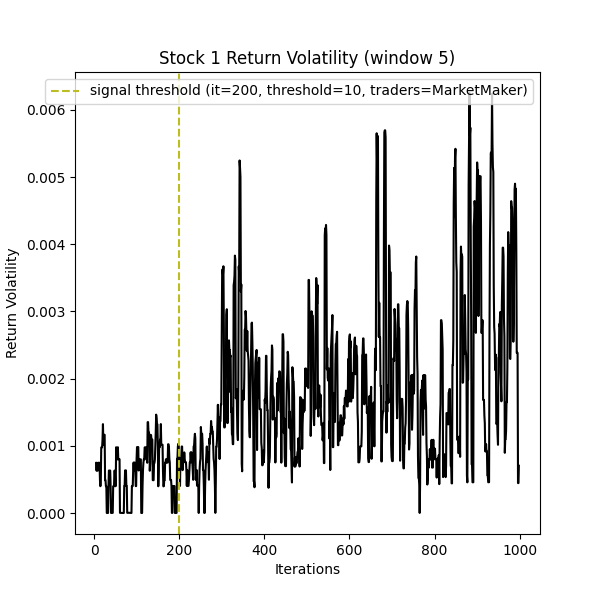 Stock 1 Return Volatility (window 5)
signal threshold (it=200, threshold=10, traders=MarketMaker)
0.006
0.005
0.004
0.003
0.002
0.001
0.000
Return Volatility
0 200 400 600 800 1000
Iterations